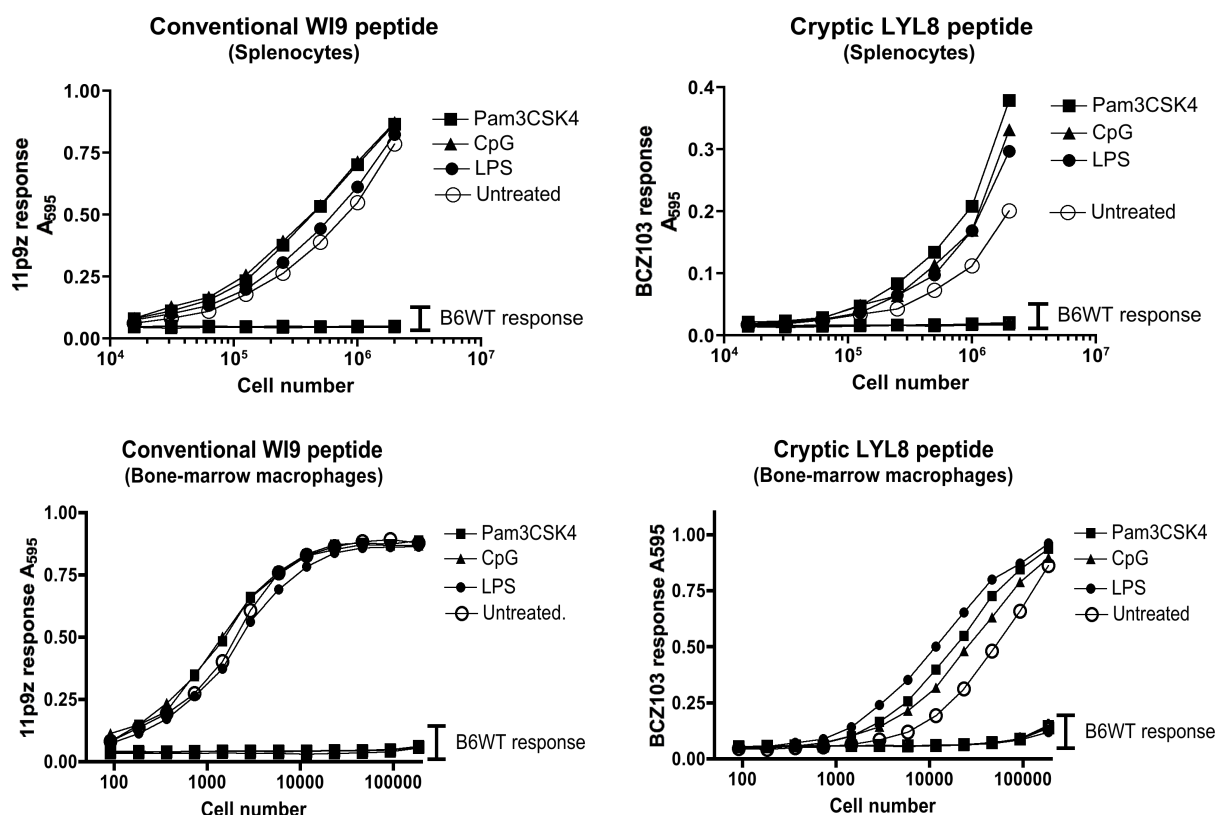 Conventional WI9 peptide
(Splenocytes)
11p9z response
A595
1.00
0.75
0.50
0.25
0.00
10^4
10^5
10^6
10^7
Cell number
Pam3CSK4
CpG
LPS
Untreated
B6WT response
Cryptic LYL8 peptide
(Splenocytes)
BCZ103 response
A595
0.4
0.3
0.2
0.1
0.0
10^4
10^5
10^6
10^7
Cell number
Pam3CSK4
CpG
LPS
Untreated
B6WT response
Conventional WI9 peptide
(Bone-marrow macrophages)
11p9z response A595
1.00
0.75
0.50
0.25
0.00
100
1000
10000
100000
Cell number
Pam3CSK4
CpG
LPS
Untreated.
B6WT response
Cryptic LYL8 peptide
(Bone-marrow macrophages)
BCZ103 response A595
1.00
0.75
0.50
0.25
0.00
100
1000
10000
100000
Cell number
Pam3CSK4
CpG
LPS
Untreated
B6WT response